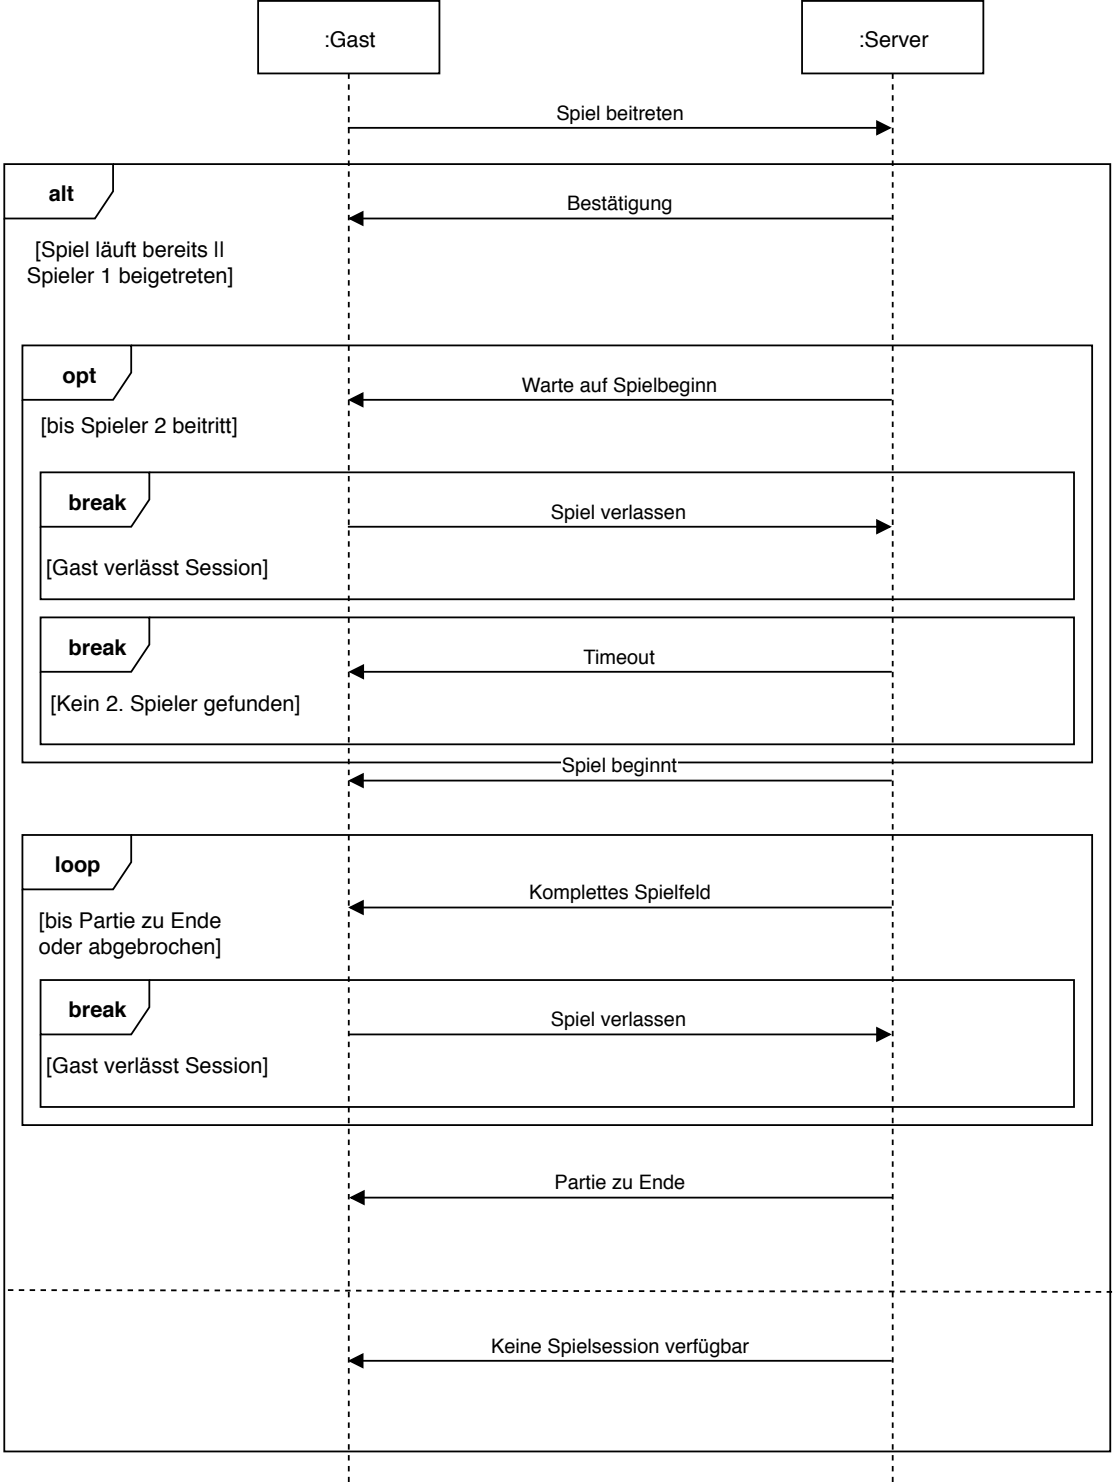 :Gast
:Server
Spiel beitreten
alt
Bestätigung
[Spiel läuft bereits ||
Spieler 1 beigetreten]
opt
Warte auf Spielbeginn
[bis Spieler 2 beitritt]
break
Spiel verlassen
[Gast verlässt Session]
break
Timeout
[Kein 2. Spieler gefunden]
Spiel beginnt
loop
Komplettes Spielfeld
[bis Partie zu Ende
oder abgebrochen]
break
Spiel verlassen
[Gast verlässt Session]
Partie zu Ende
Keine Spielsession verfügbar